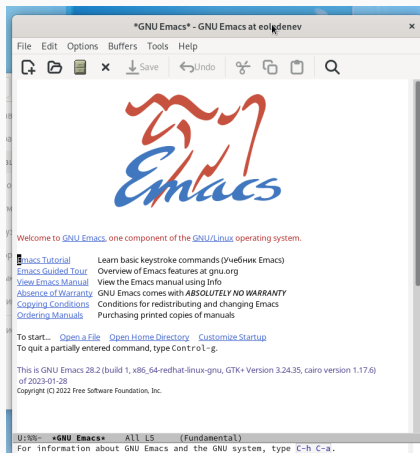 *GNU Emacs* - GNU Emacs at eoladenev
File Edit Options Buffers Tools Help
Save Undo
Emacs
Welcome to GNU Emacs, one component of the GNU/Linux operating system.
Emacs Tutorial Learn basic keystroke commands (Учебник Emacs)
Emacs Guided Tour Overview of Emacs features at gnu.org
View Emacs Manual View the Emacs manual using Info
Absence of Warranty GNU Emacs comes with ABSOLUTELY NO WARRANTY
Copying Conditions Conditions for redistributing and changing Emacs
Ordering Manuals Purchasing printed copies of manuals
To start... Open a File Open Home Directory Customize Startup
To quit a partially entered command, type Control-g.
This is GNU Emacs 28.2 (build 1, x86_64-redhat-linux-gnu, GTK+ Version 3.24.35, cairo version 1.17.6)
of 2023-01-28
Copyright (C) 2022 Free Software Foundation, Inc.
U:%%- *GNU Emacs* All L5 (Fundamental)
For information about GNU Emacs and the GNU system, type C-h C-a.